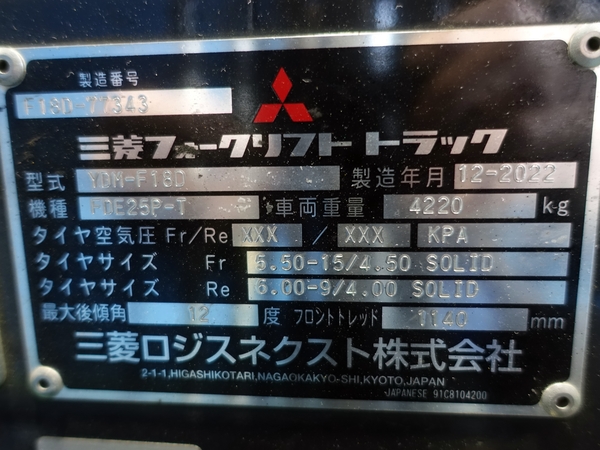 製造番号
F18D-77343
三菱フォークリフト トラック
型式 YDM-F18D 製造年月 12-2022
機種 FDE25P-T 車両重量 4220 kg
タイヤ空気圧 Fr/Re XXX / XXX KPA
タイヤサイズ Fr 6.50-15/4.50 SOLID
タイヤサイズ Re 6.00-9/4.00 SOLID
最大後傾角 12 度 フロントトレッド 1140 mm
三菱ロジスネクスト株式会社
2-1-1,HIGASHIKOTARI,NAGAOKAKYO-SHI,KYOTO,JAPAN
JAPANESE 91C8104200